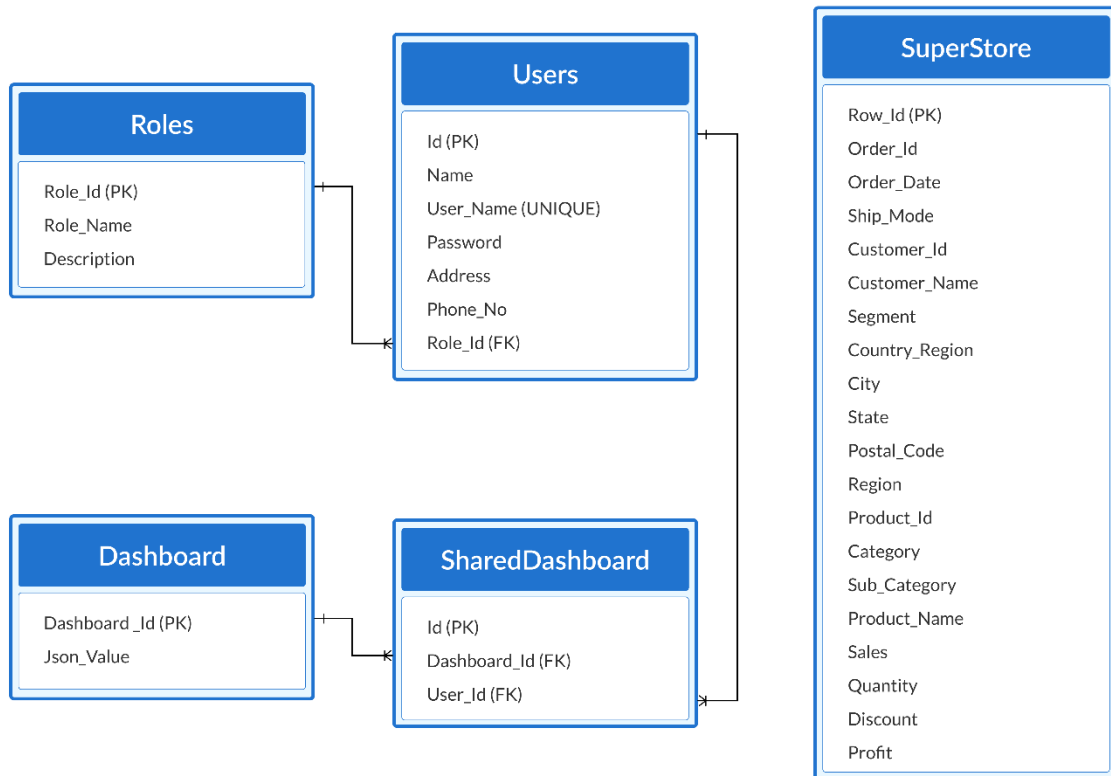 Roles
Role_Id (PK)
Role_Name
Description
Users
Id (PK)
Name
User_Name (UNIQUE)
Password
Address
Phone_No
Role_Id (FK)
Dashboard
Dashboard _Id (PK)
Json_Value
SharedDashboard
Id (PK)
Dashboard_Id (FK)
User_Id (FK)
SuperStore
Row_Id (PK)
Order_Id
Order_Date
Ship_Mode
Customer_Id
Customer_Name
Segment
Country_Region
City
State
Postal_Code
Region
Product_Id
Category
Sub_Category
Product_Name
Sales
Quantity
Discount
Profit